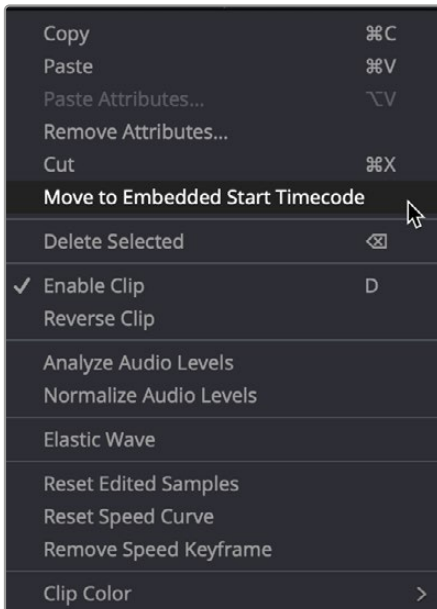 Copy ⌘C
Paste ⌘V
Paste Attributes... ⌥V
Remove Attributes...
Cut ⌘X
Move to Embedded Start Timecode
Delete Selected ⌫
Enable Clip D
Reverse Clip
Analyze Audio Levels
Normalize Audio Levels
Elastic Wave
Reset Edited Samples
Reset Speed Curve
Remove Speed Keyframe
Clip Color